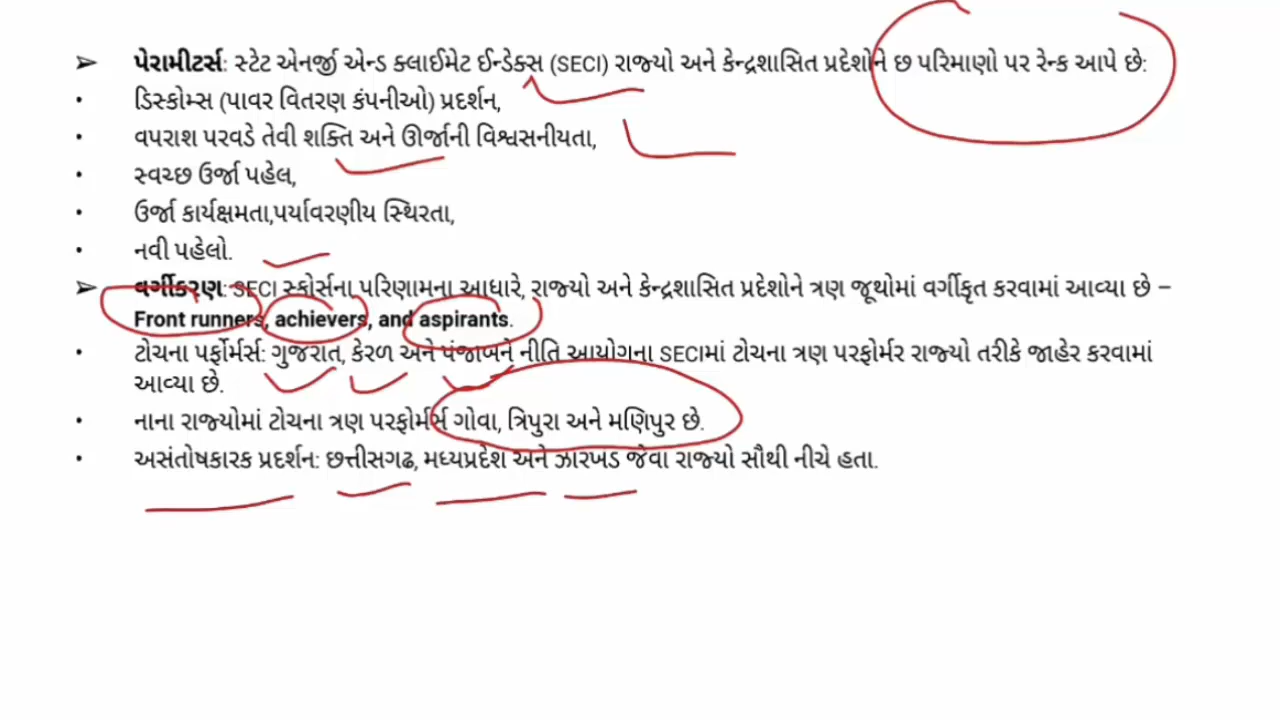 ➢ પેરામીટર્સ: સ્ટેટ એનર્જી એન્ડ ક્લાઈમેટ ઈન્ડેક્સ (SECI) રાજ્યો અને કેન્દ્રશાસિત પ્રદેશોને છ પરિમાણો પર રેન્ક આપે છે:
• ડિસ્કોમ્સ (પાવર વિતરણ કંપનીઓ) પ્રદર્શન,
• વપરાશ પરવડે તેવી શક્તિ અને ઊર્જાની વિશ્વસનીયતા,
• સ્વચ્છ ઉર્જા પહેલ,
• ઉર્જા કાર્યક્ષમતા,પર્યાવરણીય સ્થિરતા,
• નવી પહેલો.
➢ વર્ગીકરણ: SECI સ્કોર્સના પરિણામના આધારે, રાજ્યો અને કેન્દ્રશાસિત પ્રદેશોને ત્રણ જૂથોમાં વર્ગીકૃત કરવામાં આવ્યા છે –
Front runners, achievers, and aspirants.
• ટોચના પર્ફોર્મર્સ: ગુજરાત, કેરળ અને પંજાબને નીતિ આયોગના SECIમાં ટોચના ત્રણ પરફોર્મર રાજ્યો તરીકે જાહેર કરવામાં
આવ્યા છે.
• નાના રાજ્યોમાં ટોચના ત્રણ પરફોર્મર્સ ગોવા, ત્રિપુરા અને મણિપુર છે.
• અસંતોષકારક પ્રદર્શન: છત્તીસગઢ, મધ્યપ્રદેશ અને ઝારખંડ જેવા રાજ્યો સૌથી નીચે હતા.